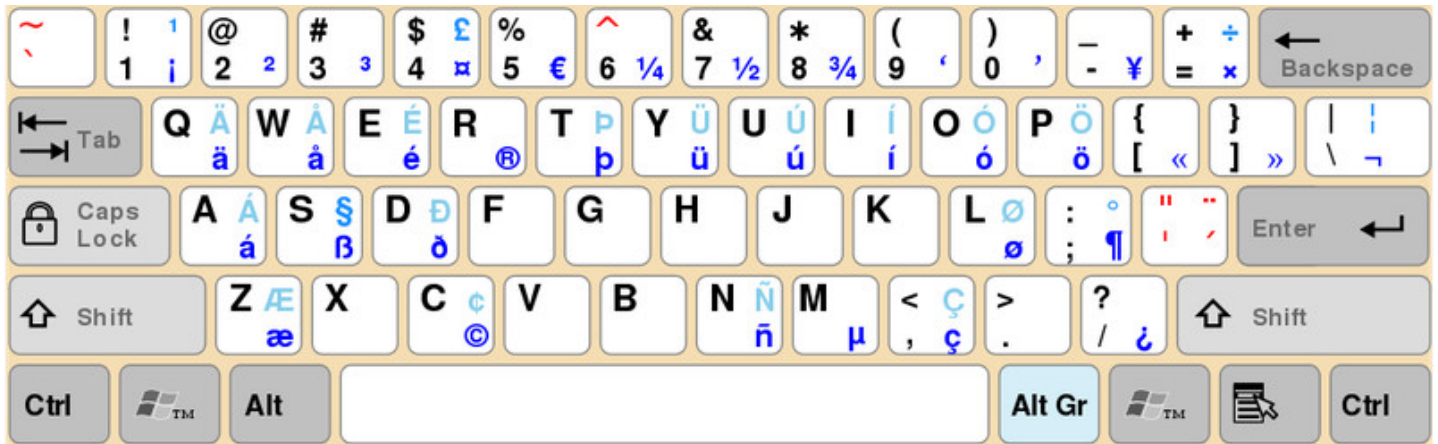 ~ ` ! 1 ¹ ¡ @ 2 ² # 3 ³ $ 4 £ ¤ % 5 € ^ 6 ¼ & 7 ½ * 8 ¾ ( 9 ‘ ) 0 ’ _ - ¥ + = ÷ × Backspace
Tab Q Ä ä W Å å E É é R ® T Þ þ Y Ü ü U Ú ú I Í í O Ó ó P Ö ö { [ « } ] » | \ ¦ ¬
Caps Lock A Á á S § ß D Ð ð F G H J K L Ø ø : ; ° ¶ " ' ¨ ´ Enter
Shift Z Æ æ X C ¢ © V B N Ñ ñ M µ < , Ç ç > . ? / ¿ Shift
Ctrl TM Alt Alt Gr TM Ctrl